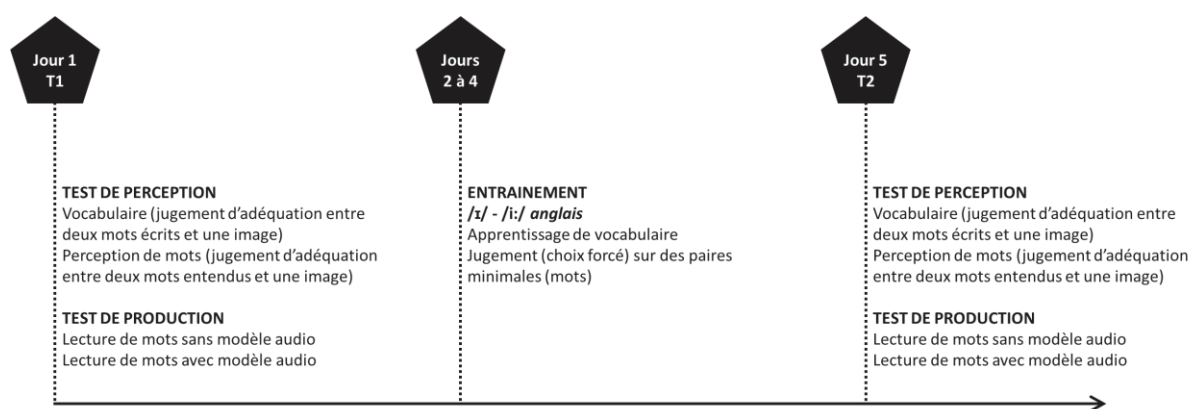 Jour 1
T1
Jours
2 à 4
Jour 5
T2
TEST DE PERCEPTION
Vocabulaire (jugement d'adéquation entre
deux mots écrits et une image)
Perception de mots (jugement d'adéquation
entre deux mots entendus et une image)
TEST DE PRODUCTION
Lecture de mots sans modèle audio
Lecture de mots avec modèle audio
ENTRAINEMENT
/ɪ/ - /i:/ anglais
Apprentissage de vocabulaire
Jugement (choix forcé) sur des paires
minimales (mots)
TEST DE PERCEPTION
Vocabulaire (jugement d'adéquation entre
deux mots écrits et une image)
Perception de mots (jugement d'adéquation
entre deux mots entendus et une image)
TEST DE PRODUCTION
Lecture de mots sans modèle audio
Lecture de mots avec modèle audio